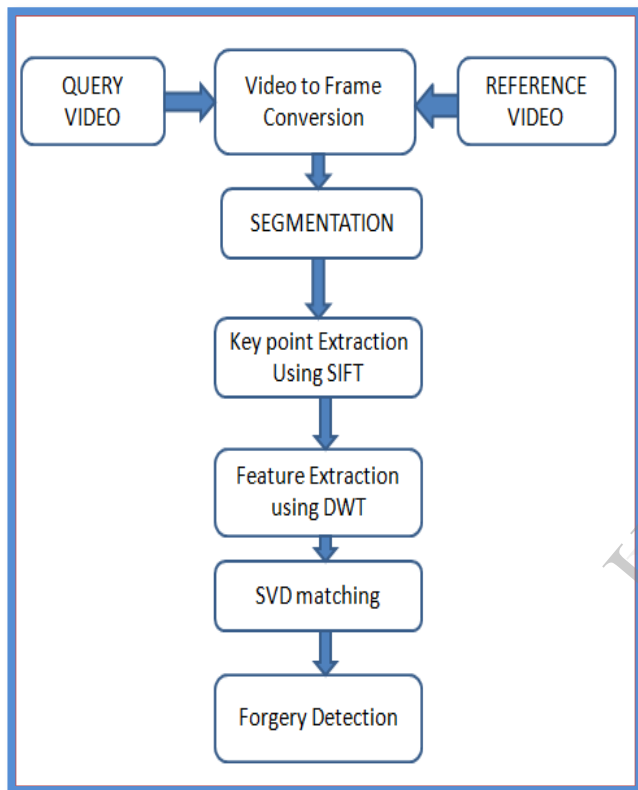 QUERY
VIDEO
Video to Frame
Conversion
REFERENCE
VIDEO
SEGMENTATION
Key point Extraction
Using SIFT
Feature Extraction
using DWT
SVD matching
Forgery Detection